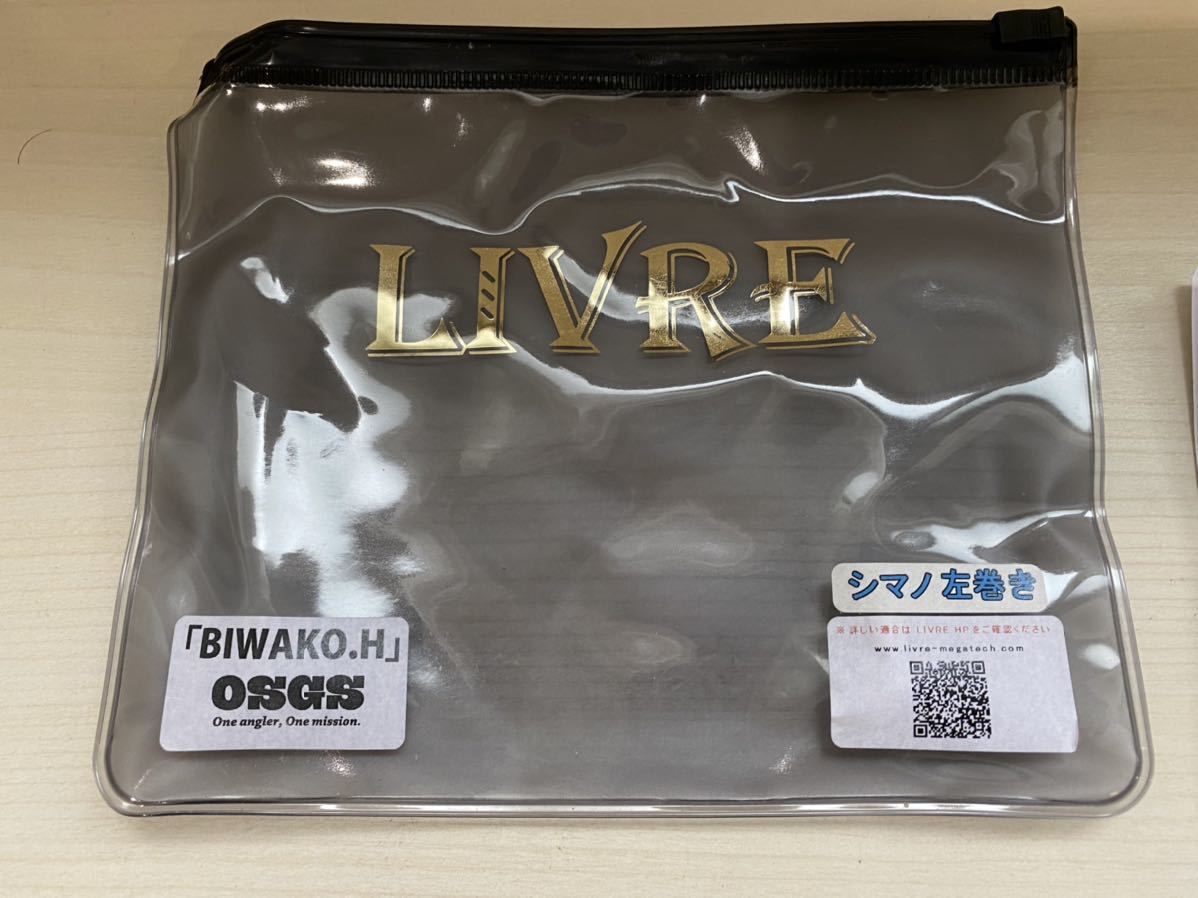 LIVRE
「BIWAKO.H」
OSGS
One angler, One mission.
シマノ左巻き
※ 詳しい適合は LIVRE HP をご確認ください
www.livre-megatech.com